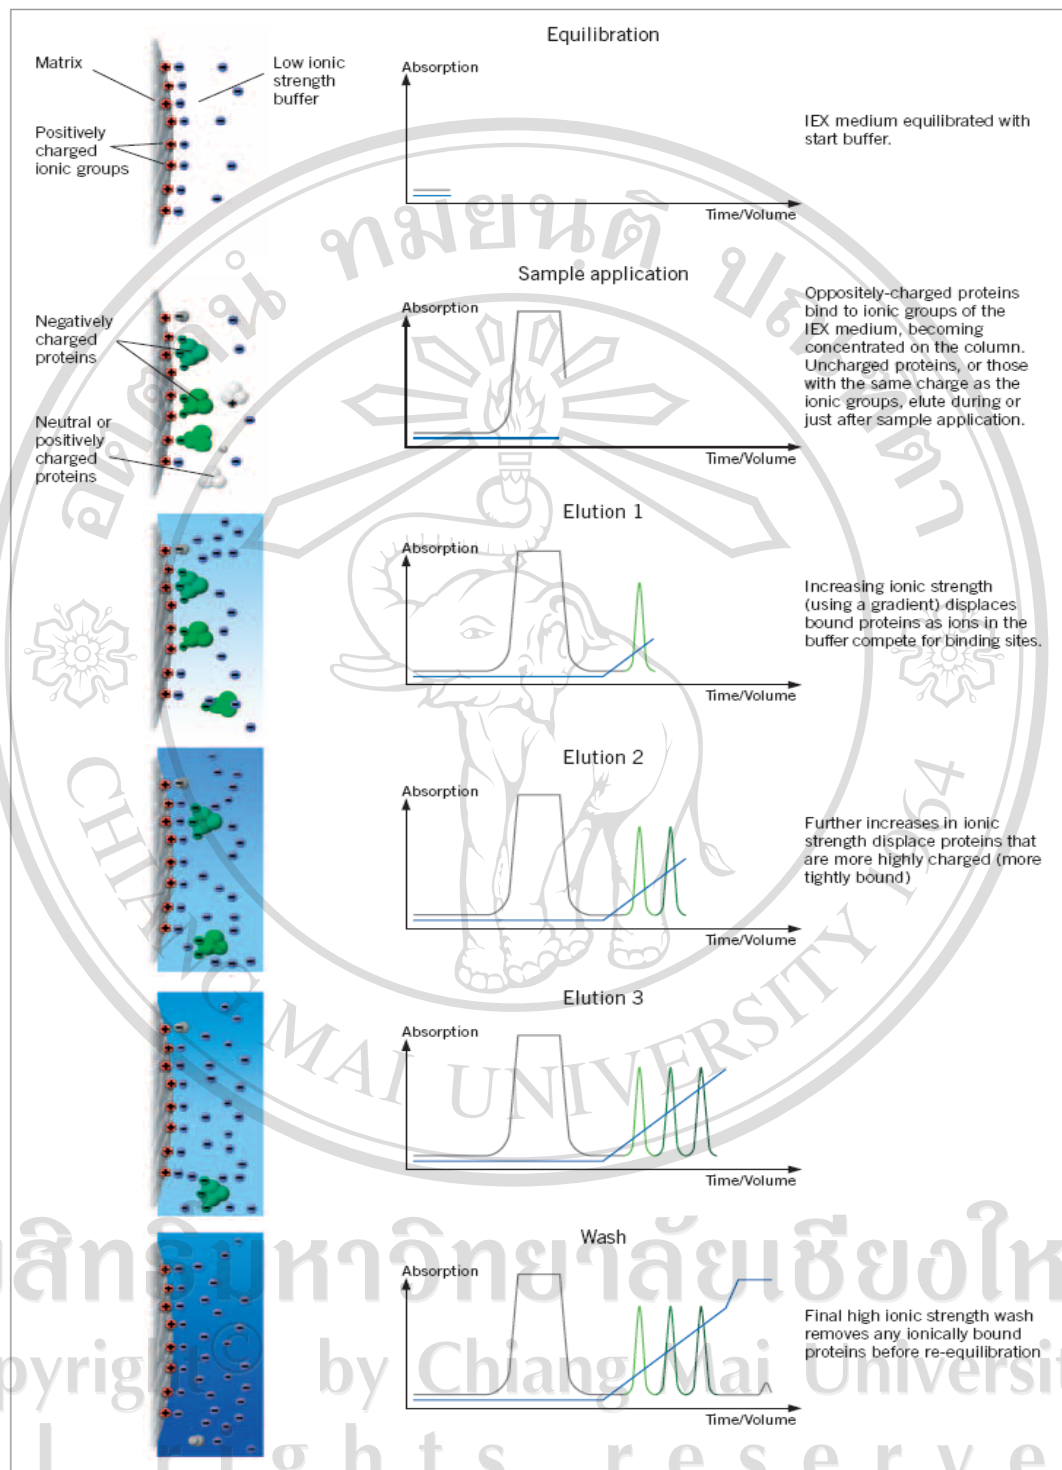 Equilibration
Matrix
Low ionic
strength
buffer
Positively
charged
ionic groups
Absorption
Time/Volume
IEX medium equilibrated with
start buffer.
Sample application
Negatively
charged
proteins
Neutral or
positively
charged
proteins
Absorption
Time/Volume
Oppositely-charged proteins
bind to ionic groups of the
IEX medium, becoming
concentrated on the column.
Uncharged proteins, or those
with the same charge as the
ionic groups, elute during or
just after sample application.
Elution 1
Absorption
Time/Volume
Increasing ionic strength
(using a gradient) displaces
bound proteins as ions in the
buffer compete for binding sites.
Elution 2
Absorption
Time/Volume
Further increases in ionic
strength displace proteins that
are more highly charged (more
tightly bound)
Elution 3
Absorption
Time/Volume
Wash
Absorption
Time/Volume
Final high ionic strength wash
removes any ionically bound
proteins before re-equilibration
CHIANG MAI UNIVERSITY 1964
by Chiang Mai